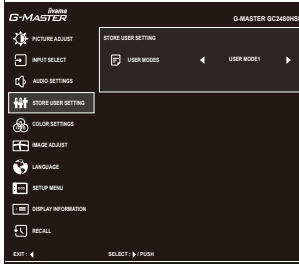 iiyama
G-MASTER
G-MASTER GC2480HS
PICTURE ADJUST
STORE USER SETTING
INPUT SELECT
USER MODES
USER MODE1
AUDIO SETTINGS
STORE USER SETTING
COLOR SETTINGS
IMAGE ADJUST
LANGUAGE
SETUP MENU
DISPLAY INFORMATION
RECALL
EXIT :
SELECT : / PUSH